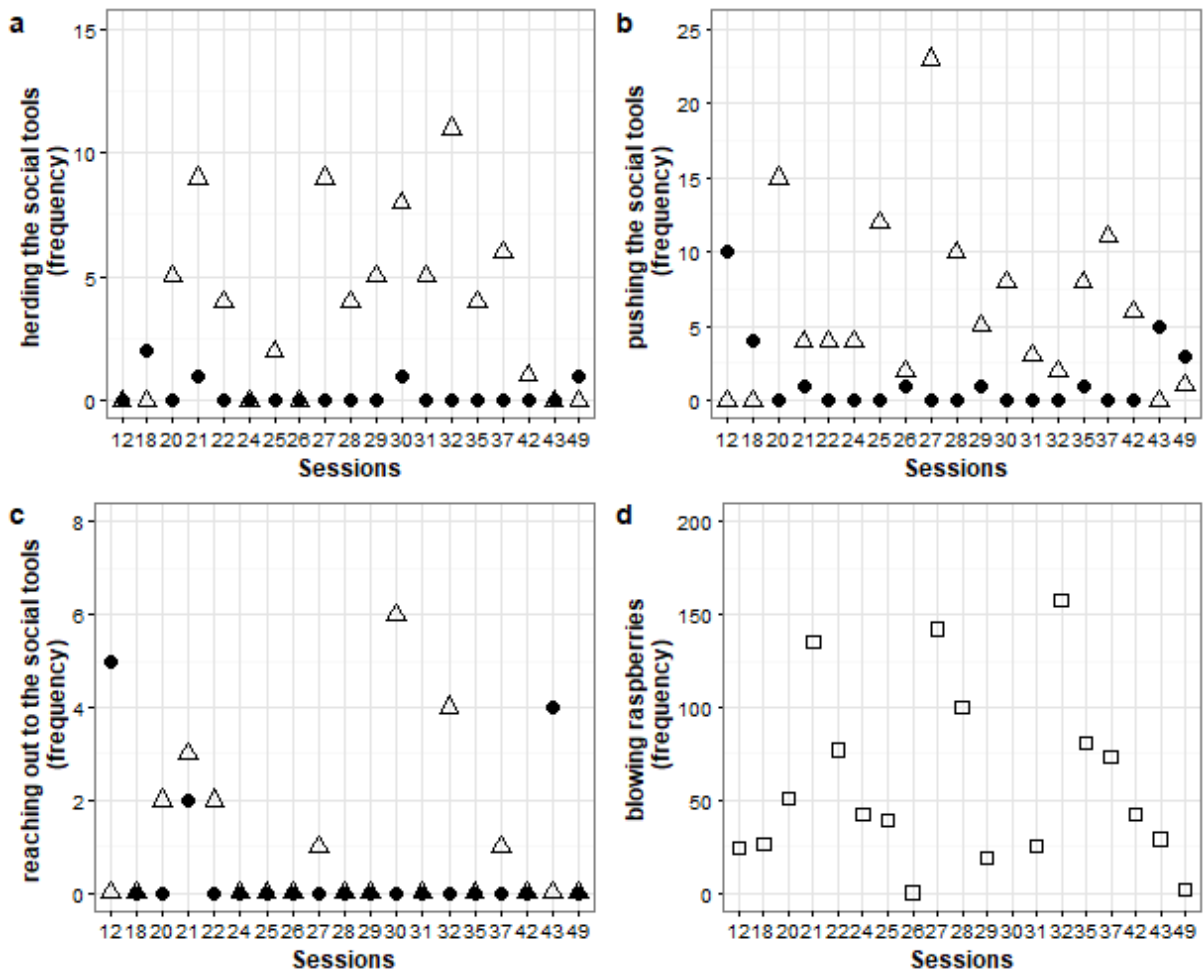 a
herding the social tools
(frequency)
15
10
5
0
12 18 20 21 22 24 25 26 27 28 29 30 31 32 35 37 42 43 49
Sessions
b
pushing the social tools
(frequency)
25
20
15
10
5
0
12 18 20 21 22 24 25 26 27 28 29 30 31 32 35 37 42 43 49
Sessions
c
reaching out to the social tools
(frequency)
8
6
4
2
0
12 18 20 21 22 24 25 26 27 28 29 30 31 32 35 37 42 43 49
Sessions
d
blowing raspberries
(frequency)
200
150
100
50
0
12 18 20 21 22 24 25 26 27 28 29 30 31 32 35 37 42 43 49
Sessions